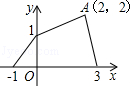 y
A(2, 2)
1
-1 O 3 x